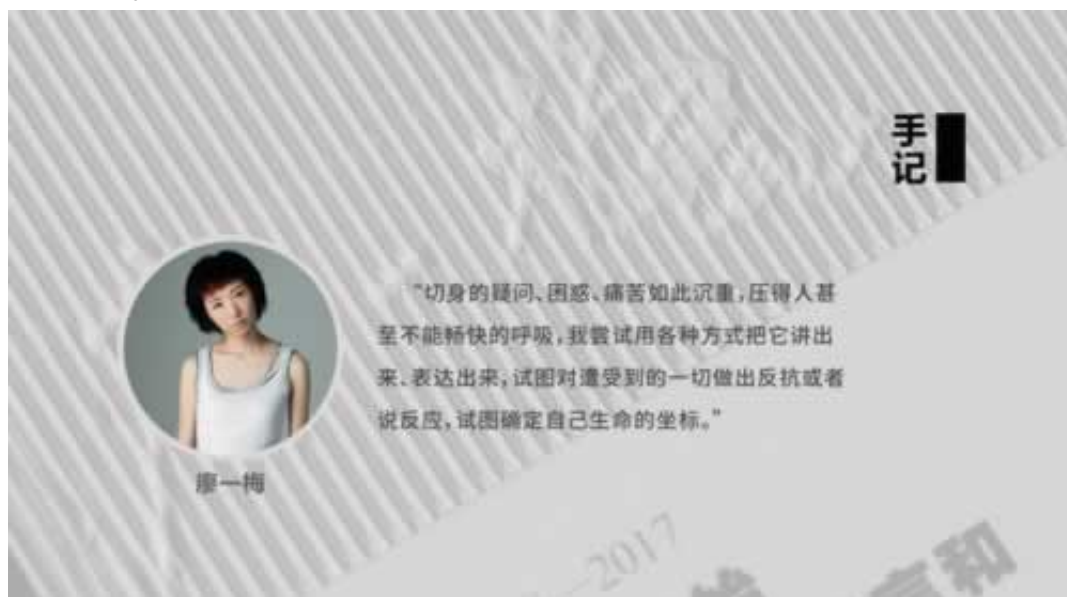 手记
“切身的疑问、困惑、痛苦如此沉重，压得人甚
至不能畅快的呼吸，我尝试用各种方式把它讲出
来、表达出来，试图对遭受到的一切做出反抗或者
说反应，试图确定自己生命的坐标。”
廖一梅
—2017